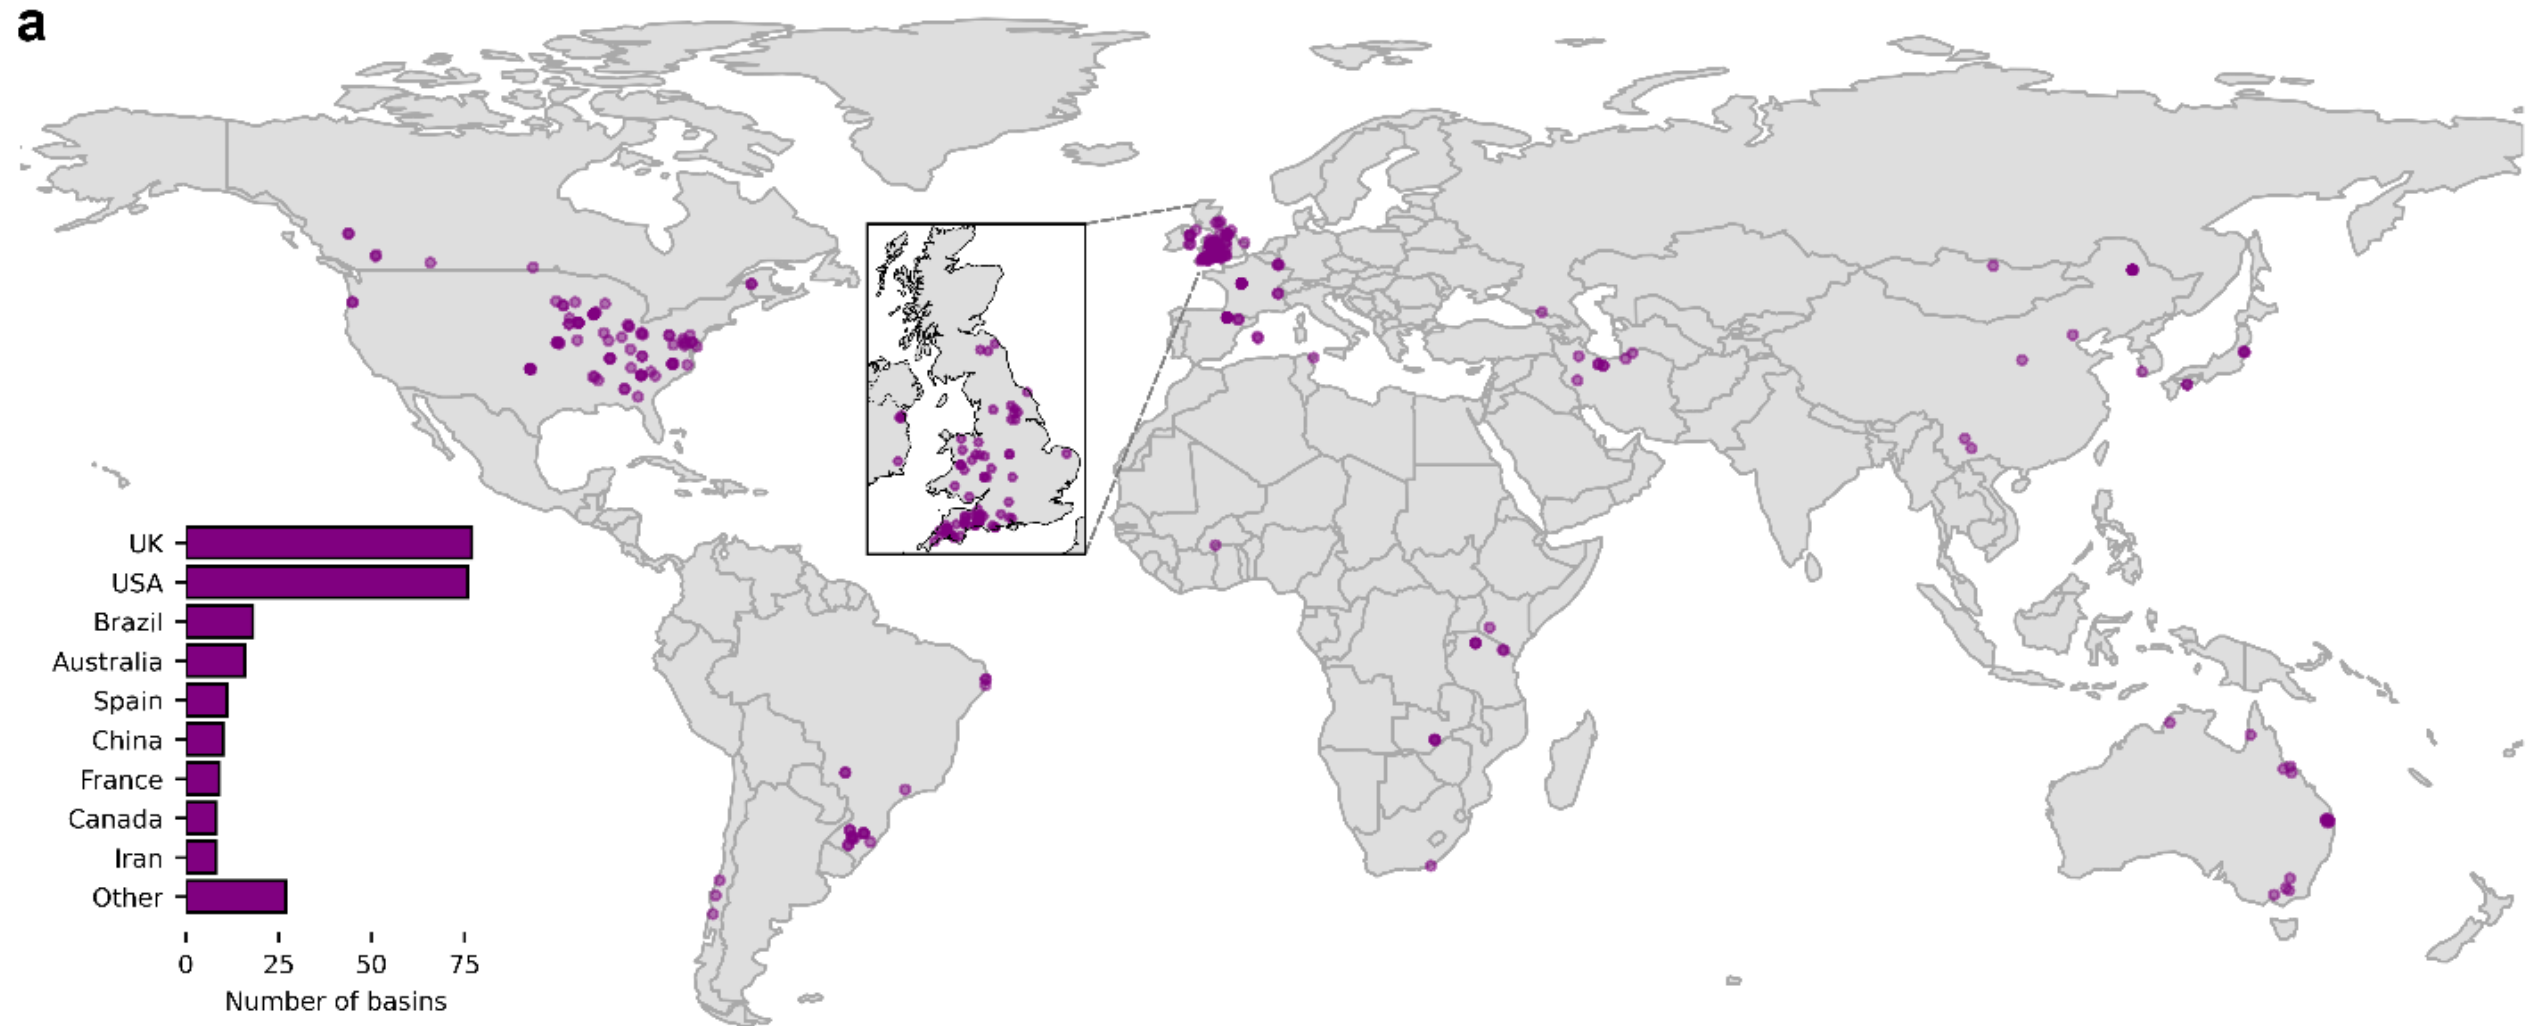 a
UK
USA
Brazil
Australia
Spain
China
France
Canada
Iran
Other
0 25 50 75
Number of basins